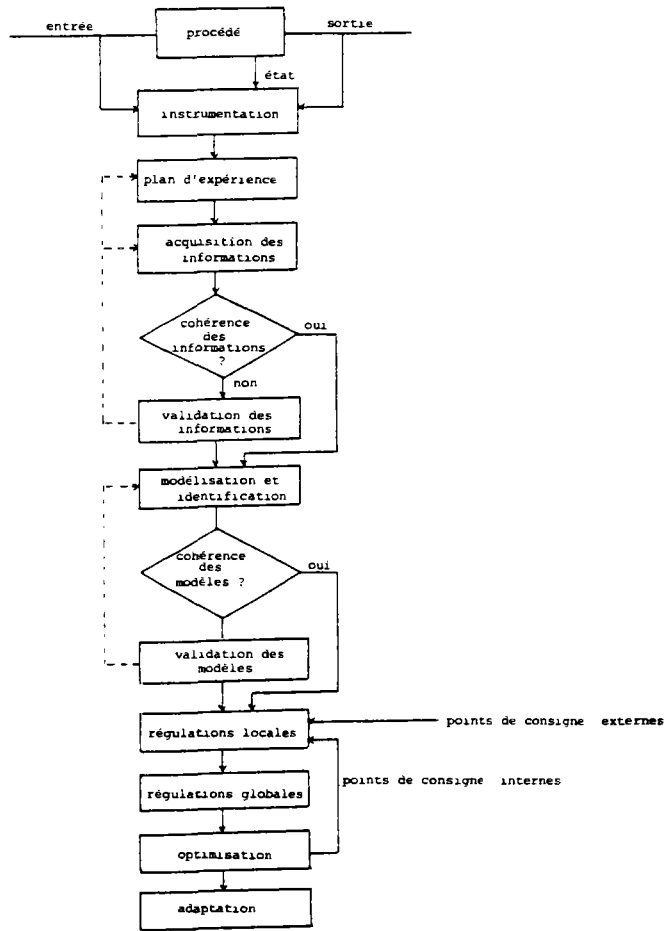 entrée
procédé
sortie
état
instrumentation
plan d'expérience
acquisition des
informations
cohérence
des
informations
?
oui
non
validation des
informations
modélisation et
identification
cohérence
des
modèles ?
oui
validation des
modèles
régulations locales
points de consigne externes
points de consigne internes
régulations globales
optimisation
adaptation